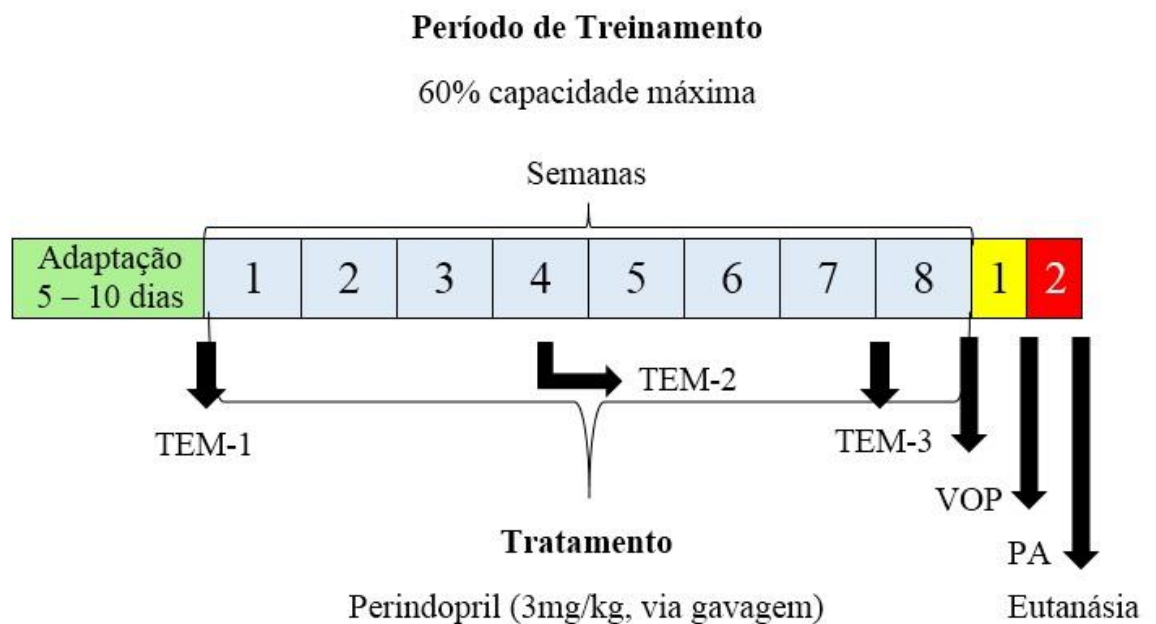 Período de Treinamento
60% capacidade máxima
Semanas
Adaptação
5 – 10 dias
1 2 3 4 5 6 7 8 1 2
TEM-1
TEM-2
TEM-3
VOP
PA
Eutanásia
Tratamento
Perindopril (3mg/kg, via gavagem)